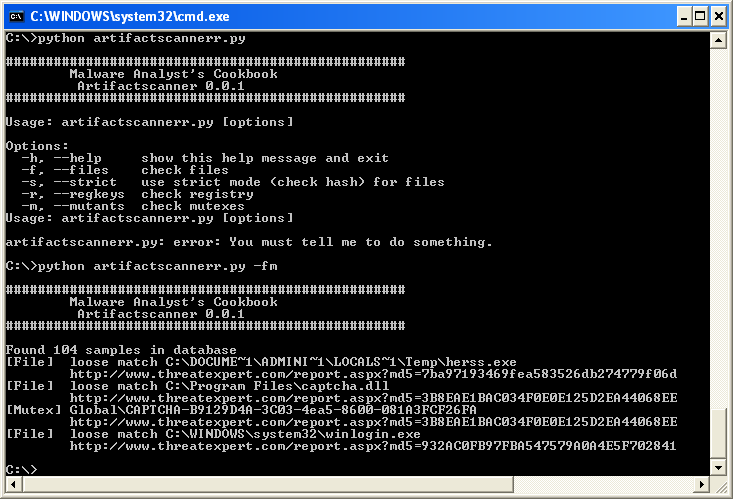 C:\WINDOWS\system32\cmd.exe
C:\>python artifactscannerr.py
##################################################
Malware Analyst's Cookbook
Artifactscanner 0.0.1
##################################################
Usage: artifactscannerr.py [options]
Options:
-h, --help show this help message and exit
-f, --files check files
-s, --strict use strict mode (check hash) for files
-r, --regkeys check registry
-m, --mutants check mutexes
Usage: artifactscannerr.py [options]
artifactscannerr.py: error: You must tell me to do something.
C:\>python artifactscannerr.py -fm
##################################################
Malware Analyst's Cookbook
Artifactscanner 0.0.1
##################################################
Found 104 samples in database
[File] loose match C:\DOCUME~1\ADMINI~1\LOCALS~1\Temp\herss.exe
http://www.threatexpert.com/report.aspx?md5=7ba97193469fea583526db274779f06d
[File] loose match C:\Program Files\captcha.dll
http://www.threatexpert.com/report.aspx?md5=3B8EAE1BAC034F0E0E125D2EA44068EE
[Mutex] Global\CAPTCHA-B9129D4A-3C03-4ea5-8600-081A3FCF26FA
http://www.threatexpert.com/report.aspx?md5=3B8EAE1BAC034F0E0E125D2EA44068EE
[File] loose match C:\WINDOWS\system32\winlogin.exe
http://www.threatexpert.com/report.aspx?md5=932AC0FB97FBA547579A0A4E5F702841
C:\>